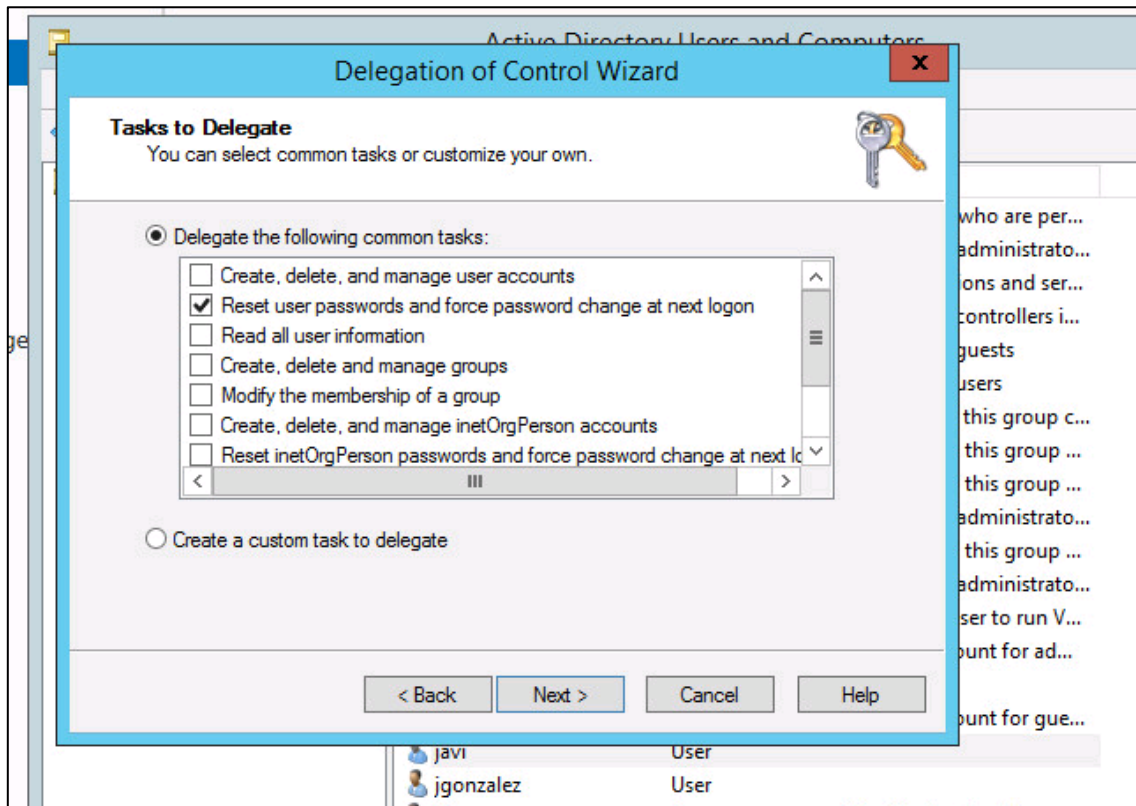 Active Directory Users and Computers
Delegation of Control Wizard
x
Tasks to Delegate
You can select common tasks or customize your own.
Delegate the following common tasks:
Create, delete, and manage user accounts
Reset user passwords and force password change at next logon
Read all user information
Create, delete and manage groups
Modify the membership of a group
Create, delete, and manage inetOrgPerson accounts
Reset inetOrgPerson passwords and force password change at next lo
Create a custom task to delegate
< Back Next > Cancel Help
ge
who are per...
administrato...
ions and ser...
controllers i...
guests
users
this group c...
this group ...
this group ...
administrato...
this group ...
administrato...
ser to run V...
ount for ad...
ount for gue...
javi User
jgonzalez User